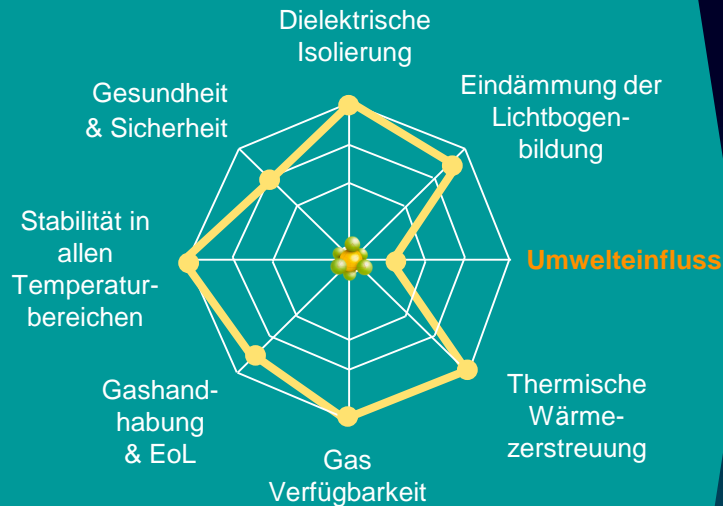 Dielektrische
Isolierung
Eindämmung der
Lichtbogen-
bildung
Umwelteinfluss
Thermische
Wärme-
zerstreuung
Gas
Verfügbarkeit
Gashand-
habung
& EoL
Stabilität in
allen
Temperatur-
bereichen
Gesundheit
& Sicherheit